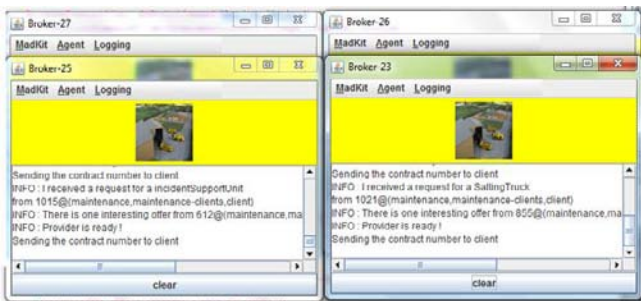 Broker-27
MadKit Agent Logging
Broker-25
MadKit Agent Logging
Sending the contract number to client
INFO : I received a request for a incidentSupportUnit
from 1015@(maintenance,maintenance-clients,client)
INFO : There is one interesting offer from 612@(maintenance,ma
INFO : Provider is ready !
Sending the contract number to client
clear
Broker-26
MadKit Agent Logging
Broker 23
MadKit Agent Logging
Sending the contract number to client
INFO : I received a request for a SaltingTruck
from 1021@(maintenance,maintenance-clients,client)
INFO : There is one interesting offer from 855@(maintenance,ma
INFO : Provider is ready !
Sending the contract number to client
clear